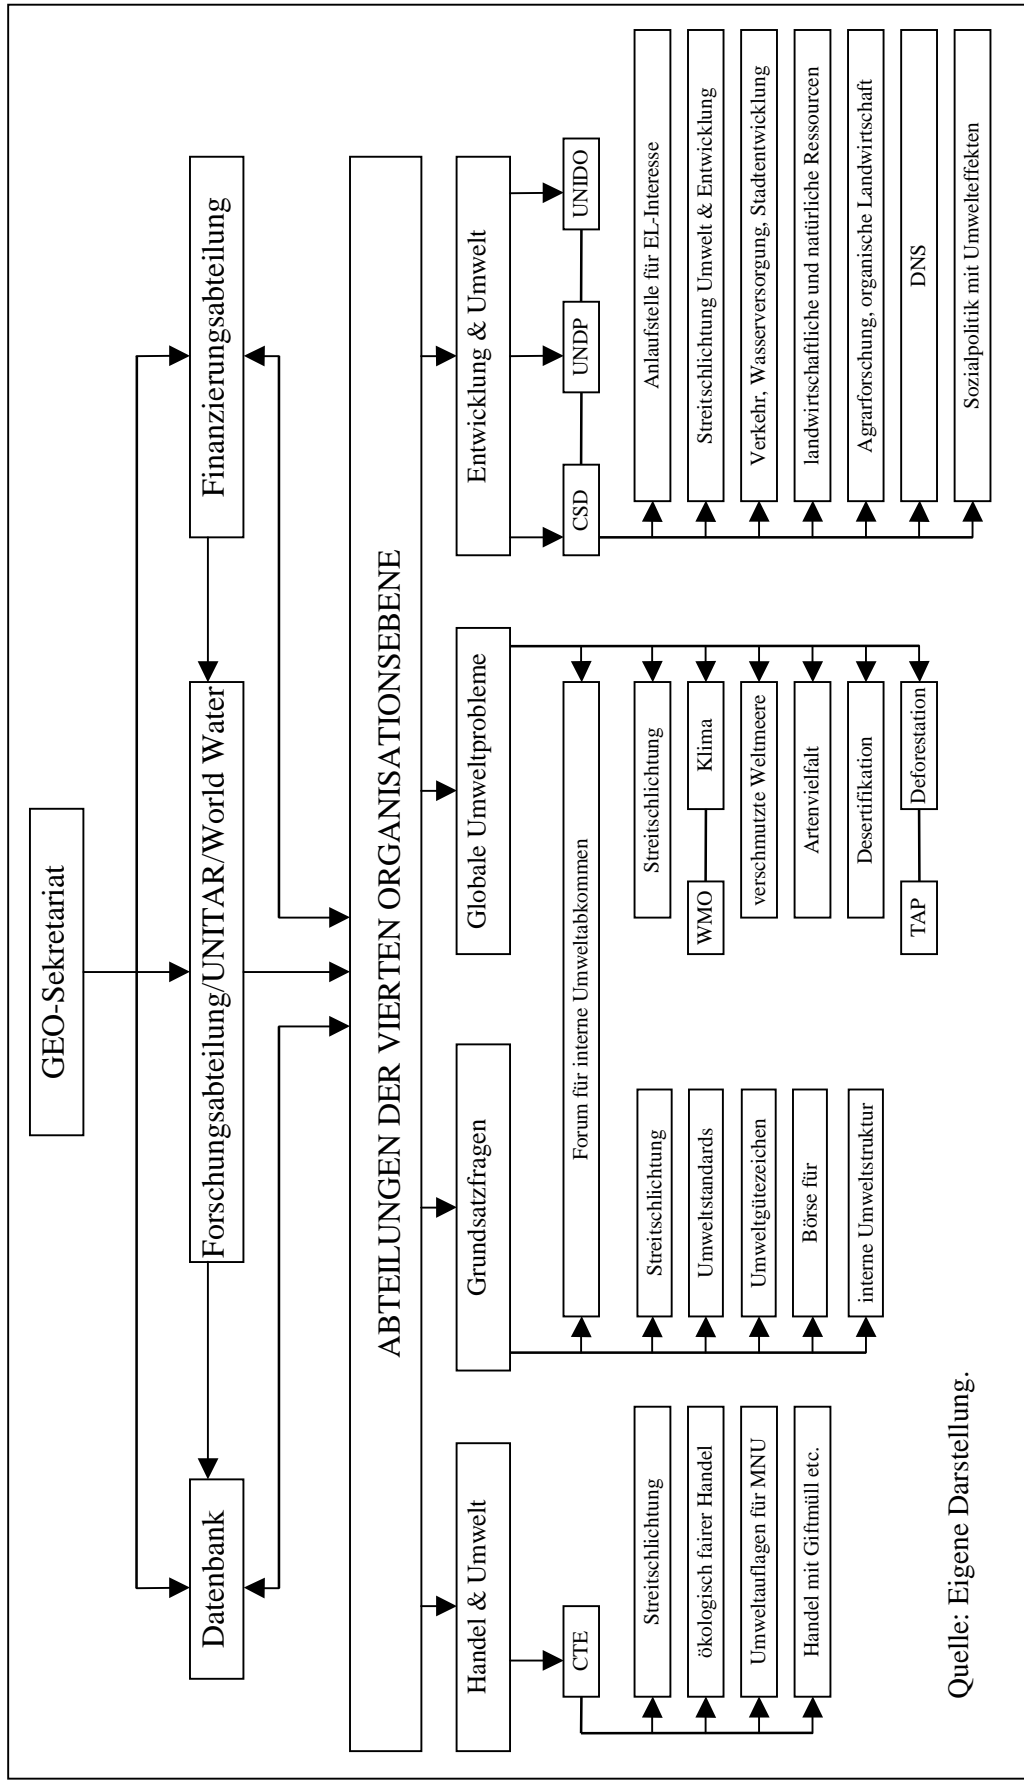 GEO-Sekretariat
Datenbank
Forschungsabteilung/UNITAR/World Water
Finanzierungsabteilung
ABTEILUNGEN DER VIERTEN ORGANISATIONSEBENE
Handel & Umwelt
Grundsatzfragen
Globale Umweltprobleme
Entwicklung & Umwelt
CTE
Streitschlichtung
ökologisch fairer Handel
Umweltauflagen für MNU
Handel mit Giftmüll etc.
Forum für interne Umweltabkommen
Streitschlichtung
Umweltstandards
Umweltgütezeichen
Börse für
interne Umweltstruktur
Streitschlichtung
WMO
Klima
verschmutzte Weltmeere
Artenvielfalt
Desertifikation
TAP
Deforestation
CSD
UNDP
UNIDO
Anlaufstelle für EL-Interesse
Streitschlichtung Umwelt & Entwicklung
Verkehr, Wasserversorgung, Stadtentwicklung
landwirtschaftliche und natürliche Ressourcen
Agrarforschung, organische Landwirtschaft
DNS
Sozialpolitik mit Umwelteffekten
Quelle: Eigene Darstellung.